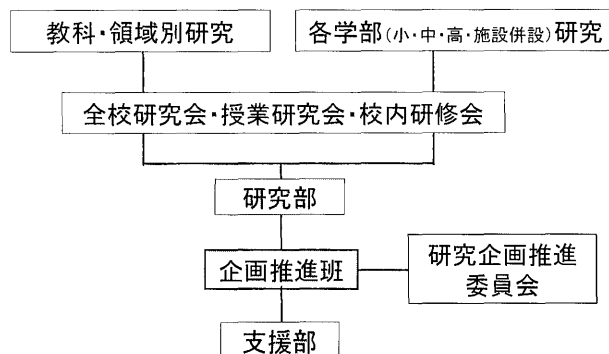 教科・領域別研究
各学部(小・中・高・施設併設)研究
全校研究会・授業研究会・校内研修会
研究部
企画推進班
研究企画推進
委員会
支援部